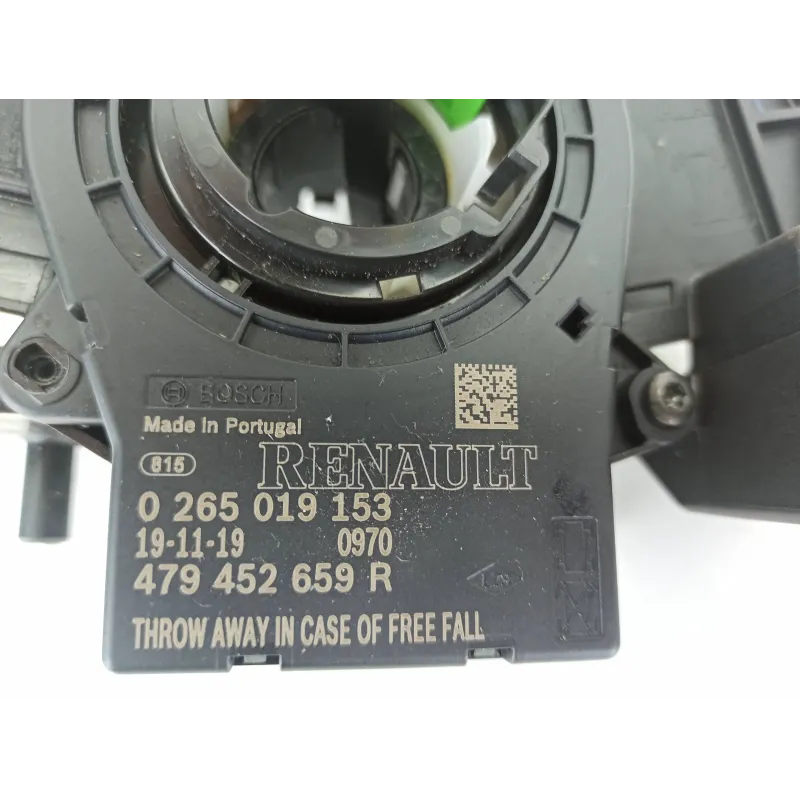 BOSCH
Made in Portugal
815
RENAULT
0 265 019 153
19-11-19 0970
479 452 659 R
THROW AWAY IN CASE OF FREE FALL